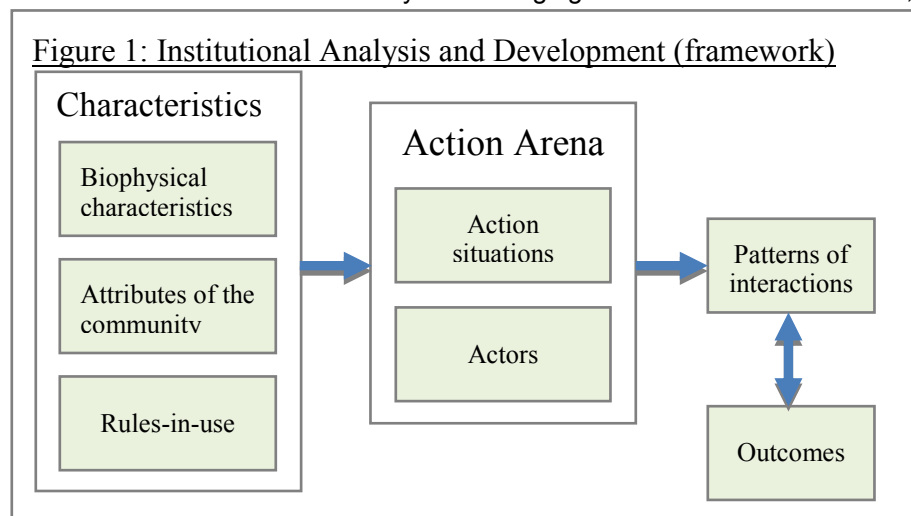 Figure 1: Institutional Analysis and Development (framework)
Characteristics
Biophysical
characteristics
Attributes of the
community
Rules-in-use
Action Arena
Action
situations
Actors
Patterns of
interactions
Outcomes